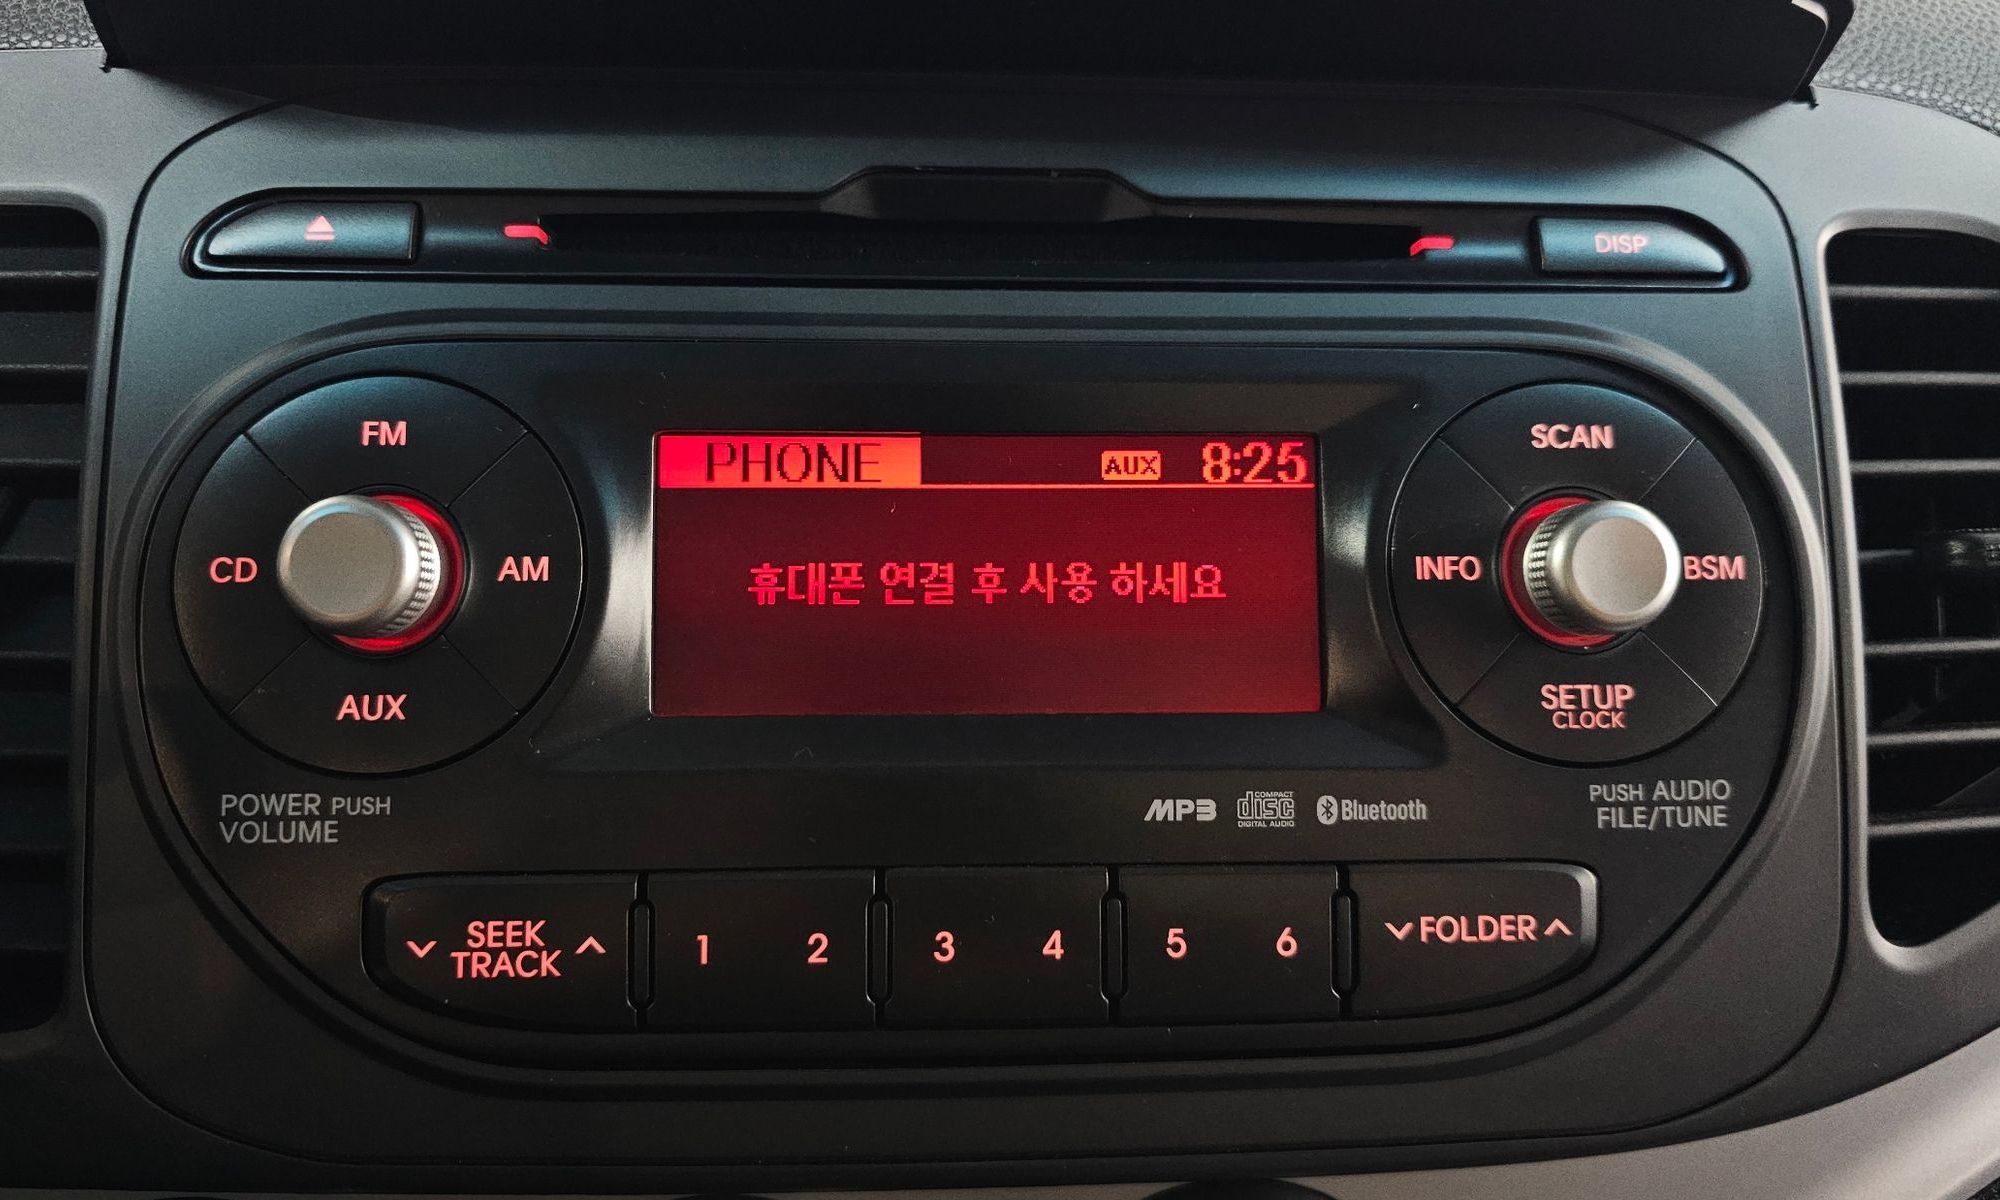 DISP
FM
CD
AM
AUX
POWER PUSH
VOLUME
PHONE AUX 8:25
휴대폰 연결 후 사용 하세요
SCAN
INFO
BSM
SETUP
CLOCK
PUSH AUDIO
FILE/TUNE
MP3 COMPACT disc DIGITAL AUDIO Bluetooth
SEEK
TRACK
1 2 3 4 5 6
FOLDER